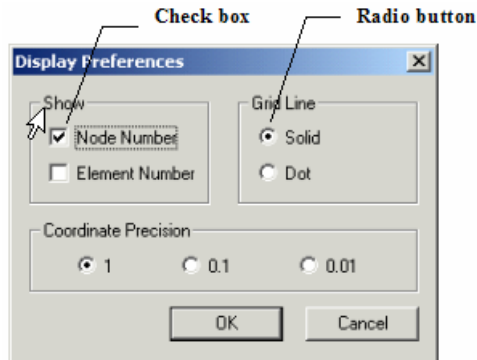 Check box Radio button
Display Preferences
Show Grid Line
Node Number Solid
Element Number Dot
Coordinate Precision
1 0.1 0.01
OK Cancel